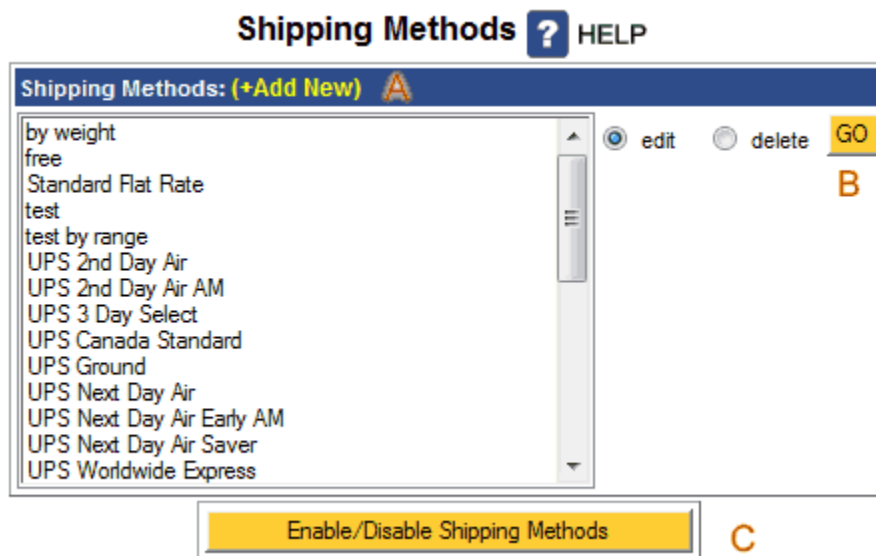 Shipping Methods ? HELP
Shipping Methods: (+Add New) A
by weight
free
Standard Flat Rate
test
test by range
UPS 2nd Day Air
UPS 2nd Day Air AM
UPS 3 Day Select
UPS Canada Standard
UPS Ground
UPS Next Day Air
UPS Next Day Air Early AM
UPS Next Day Air Saver
UPS Worldwide Express
edit delete GO
B
Enable/Disable Shipping Methods C